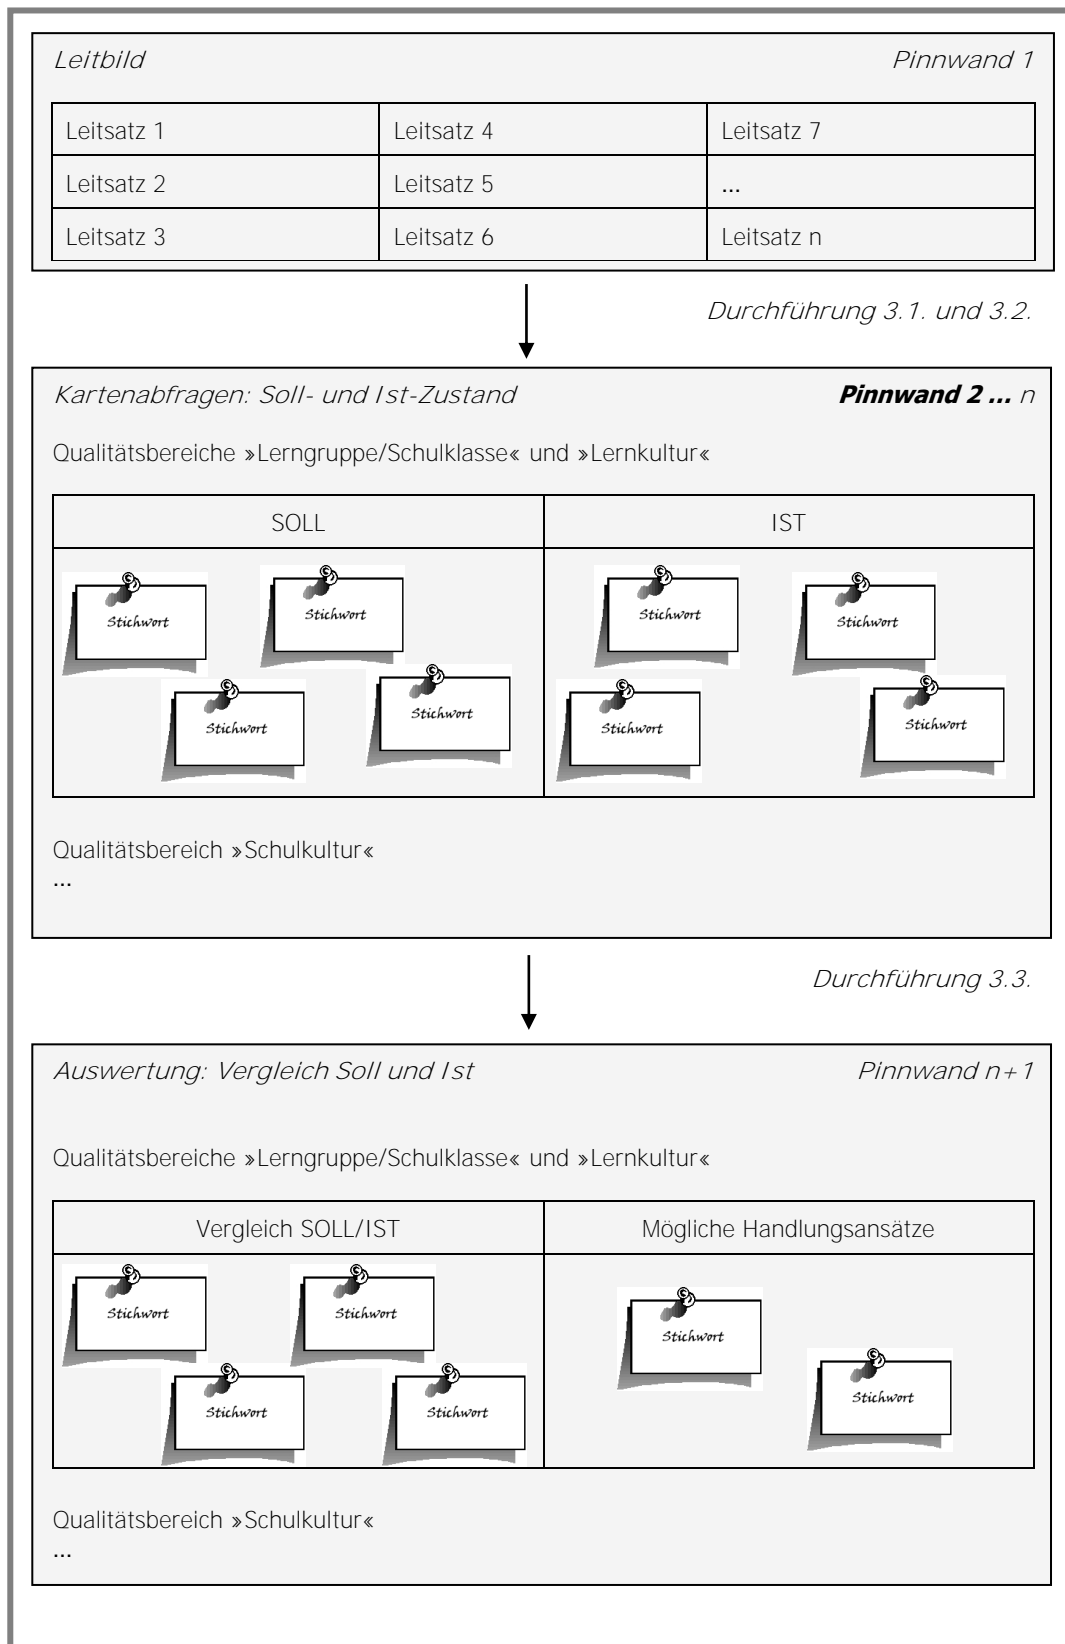 Leitbild Pinnwand 1
Leitsatz 1 Leitsatz 4 Leitsatz 7
Leitsatz 2 Leitsatz 5 ...
Leitsatz 3 Leitsatz 6 Leitsatz n
Durchführung 3.1. und 3.2.
Kartenabfragen: Soll- und Ist-Zustand Pinnwand 2 ... n
Qualitätsbereiche »Lerngruppe/Schulklasse« und »Lernkultur«
SOLL IST
Stichwort Stichwort Stichwort Stichwort
Stichwort Stichwort Stichwort Stichwort
Qualitätsbereich »Schulkultur«
...
Durchführung 3.3.
Auswertung: Vergleich Soll und Ist Pinnwand n+1
Qualitätsbereiche »Lerngruppe/Schulklasse« und »Lernkultur«
Vergleich SOLL/IST Mögliche Handlungsansätze
Stichwort Stichwort Stichwort
Stichwort Stichwort Stichwort
Qualitätsbereich »Schulkultur«
...